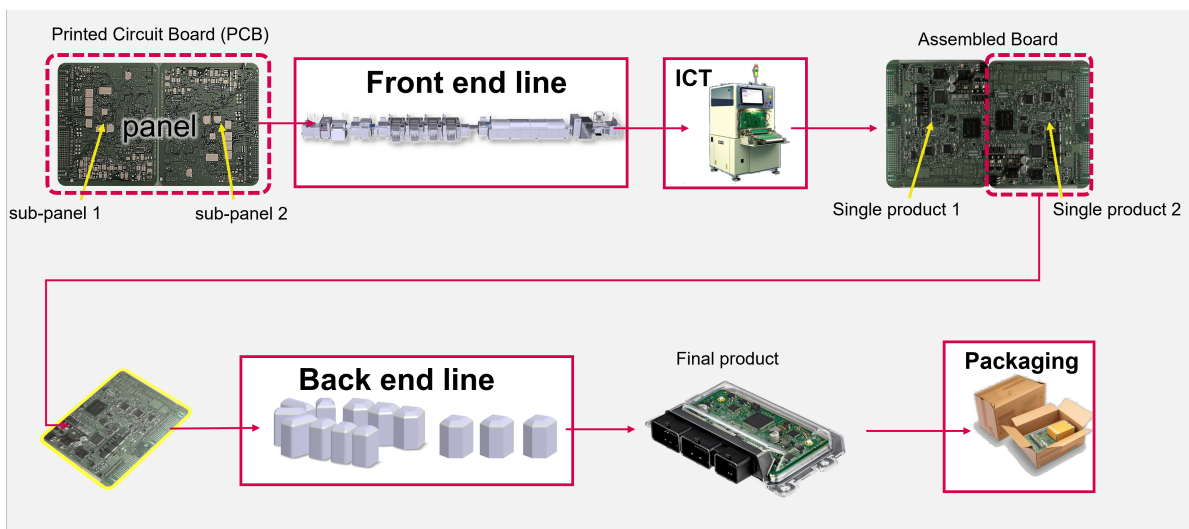 Printed Circuit Board (PCB)
panel
sub-panel 1
sub-panel 2
Front end line
ICT
Assembled Board
Single product 1
Single product 2
Back end line
Final product
Packaging